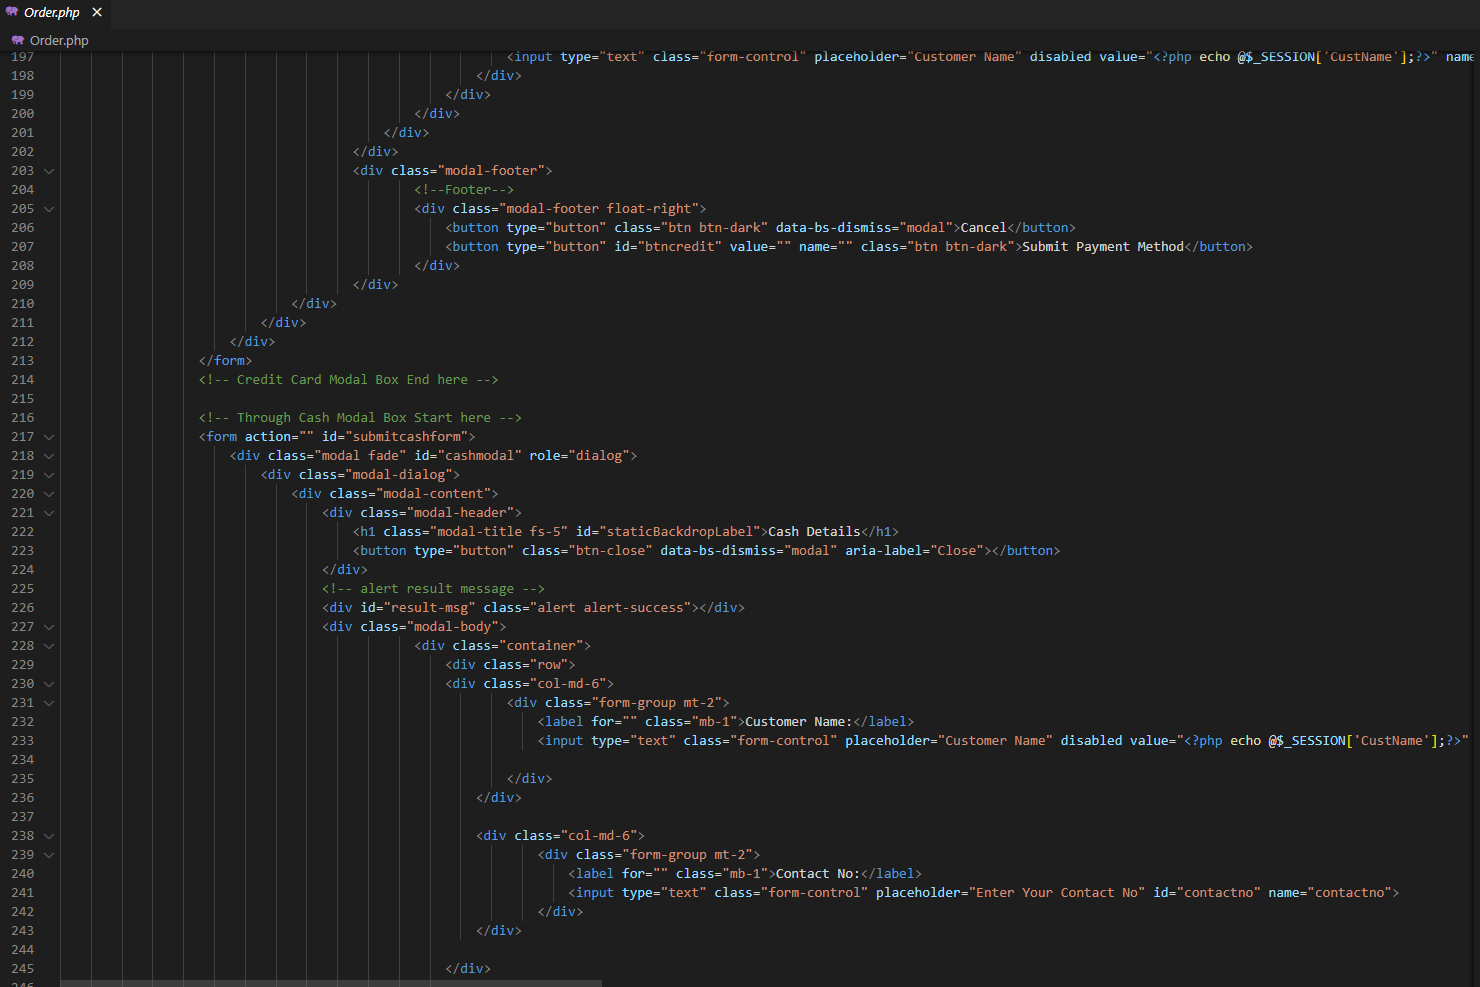 Order.php ×
Order.php
197 <input type="text" class="form-control" placeholder="Customer Name" disabled value="<?php echo @$_SESSION['CustName'];?>" name
198 </div>
199 </div>
200 </div>
201 </div>
202 </div>
203 <div class="modal-footer">
204 <!--Footer-->
205 <div class="modal-footer float-right">
206 <button type="button" class="btn btn-dark" data-bs-dismiss="modal">Cancel</button>
207 <button type="button" id="btncredit" value="" name="" class="btn btn-dark">Submit Payment Method</button>
208 </div>
209 </div>
210 </div>
211 </div>
212 </div>
213 </form>
214 <!-- Credit Card Modal Box End here -->
215
216 <!-- Through Cash Modal Box Start here -->
217 <form action="" id="submitcashform">
218 <div class="modal fade" id="cashmodal" role="dialog">
219 <div class="modal-dialog">
220 <div class="modal-content">
221 <div class="modal-header">
222 <h1 class="modal-title fs-5" id="staticBackdropLabel">Cash Details</h1>
223 <button type="button" class="btn-close" data-bs-dismiss="modal" aria-label="Close"></button>
224 </div>
225 <!-- alert result message -->
226 <div id="result-msg" class="alert alert-success"></div>
227 <div class="modal-body">
228 <div class="container">
229 <div class="row">
230 <div class="col-md-6">
231 <div class="form-group mt-2">
232 <label for="" class="mb-1">Customer Name:</label>
233 <input type="text" class="form-control" placeholder="Customer Name" disabled value="<?php echo @$_SESSION['CustName'];?>"
234
235 </div>
236 </div>
237
238 <div class="col-md-6">
239 <div class="form-group mt-2">
240 <label for="" class="mb-1">Contact No:</label>
241 <input type="text" class="form-control" placeholder="Enter Your Contact No" id="contactno" name="contactno">
242 </div>
243 </div>
244
245 </div>
246